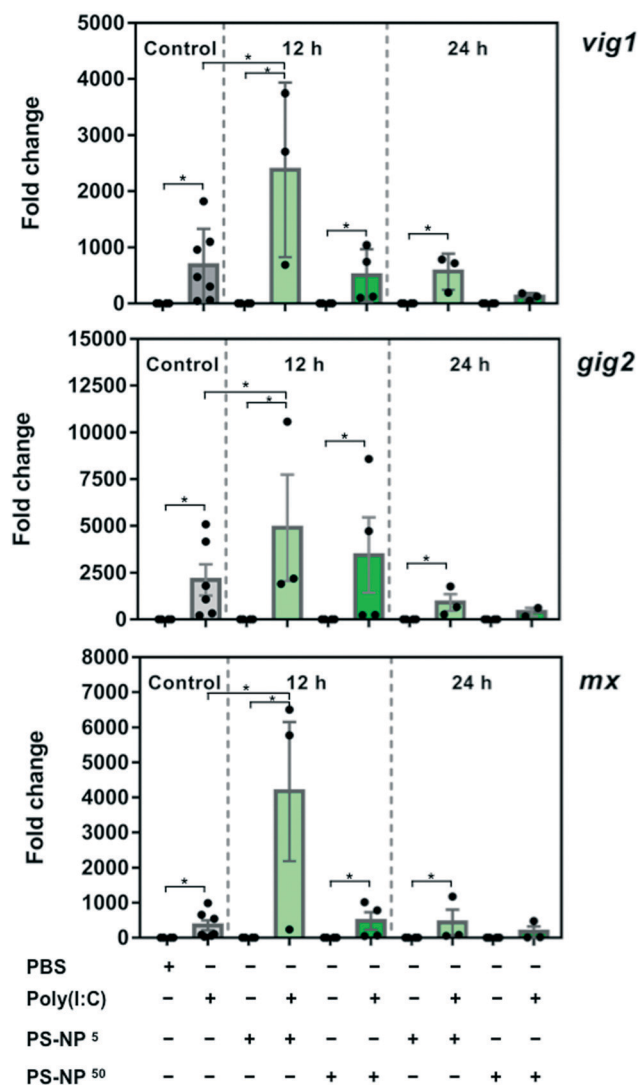 5000
4000
3000
2000
1000
0
Fold change
Control
12 h
24 h
vig1
*
*
*
*
*
15000
12500
10000
7500
5000
2500
0
Fold change
Control
12 h
24 h
gig2
*
*
*
*
*
8000
7000
6000
5000
4000
3000
2000
1000
0
Fold change
Control
12 h
24 h
mx
*
*
*
*
*
PBS + − − − − − − − − −
Poly(I:C) − + − + − + − + − +
PS-NP 5 − − + + − − + + − −
PS-NP 50 − − − − + + − − + +